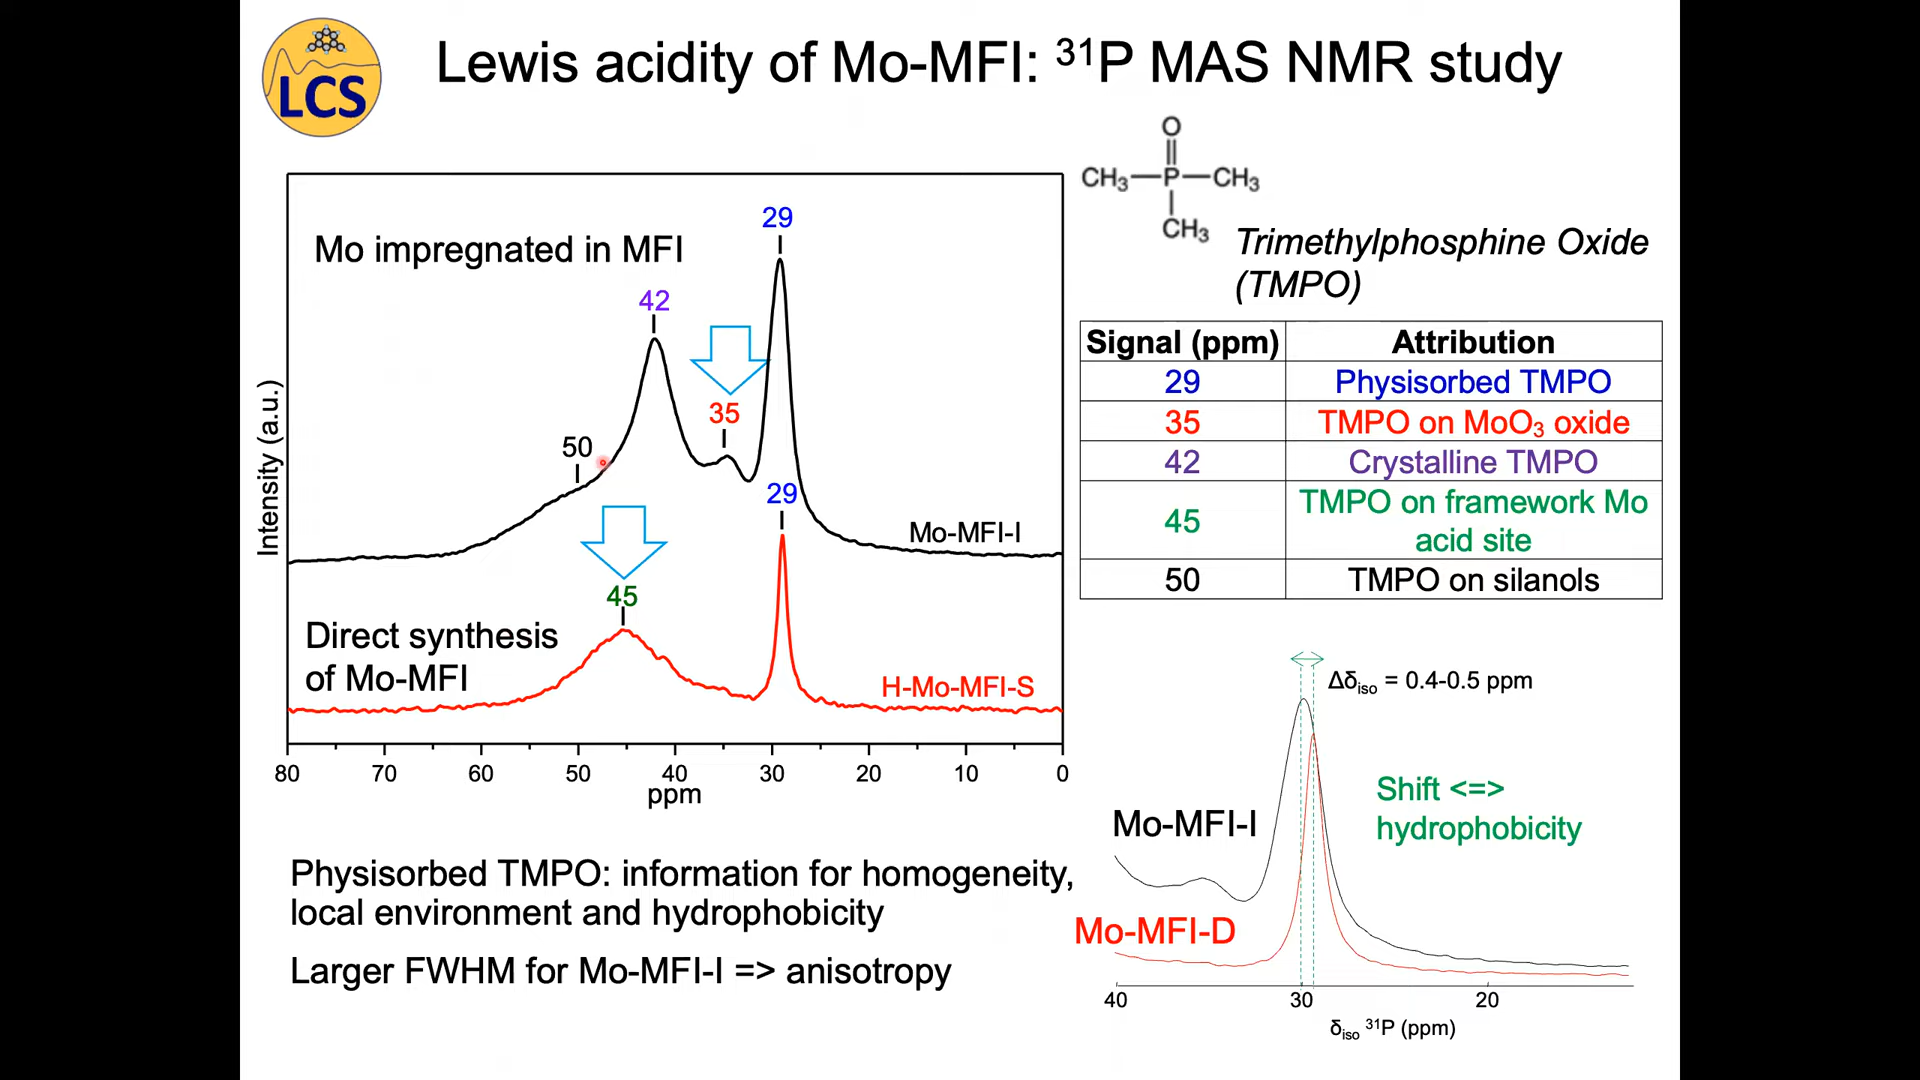 LCS
Lewis acidity of Mo-MFI: ³¹P MAS NMR study
Mo impregnated in MFI
29
42
35
50
29
Mo-MFI-I
45
Direct synthesis
of Mo-MFI
H-Mo-MFI-S
Intensity (a.u.)
80 70 60 50 40 30 20 10 0
ppm
O
CH₃ P CH₃
CH₃
Trimethylphosphine Oxide
(TMPO)
Signal (ppm) Attribution
29 Physisorbed TMPO
35 TMPO on MoO₃ oxide
42 Crystalline TMPO
45 TMPO on framework Mo
acid site
50 TMPO on silanols
Δδiso = 0.4-0.5 ppm
Shift <=>
hydrophobicity
Mo-MFI-I
Mo-MFI-D
40 30 20
δiso ³¹P (ppm)
Physisorbed TMPO: information for homogeneity,
local environment and hydrophobicity
Larger FWHM for Mo-MFI-I => anisotropy